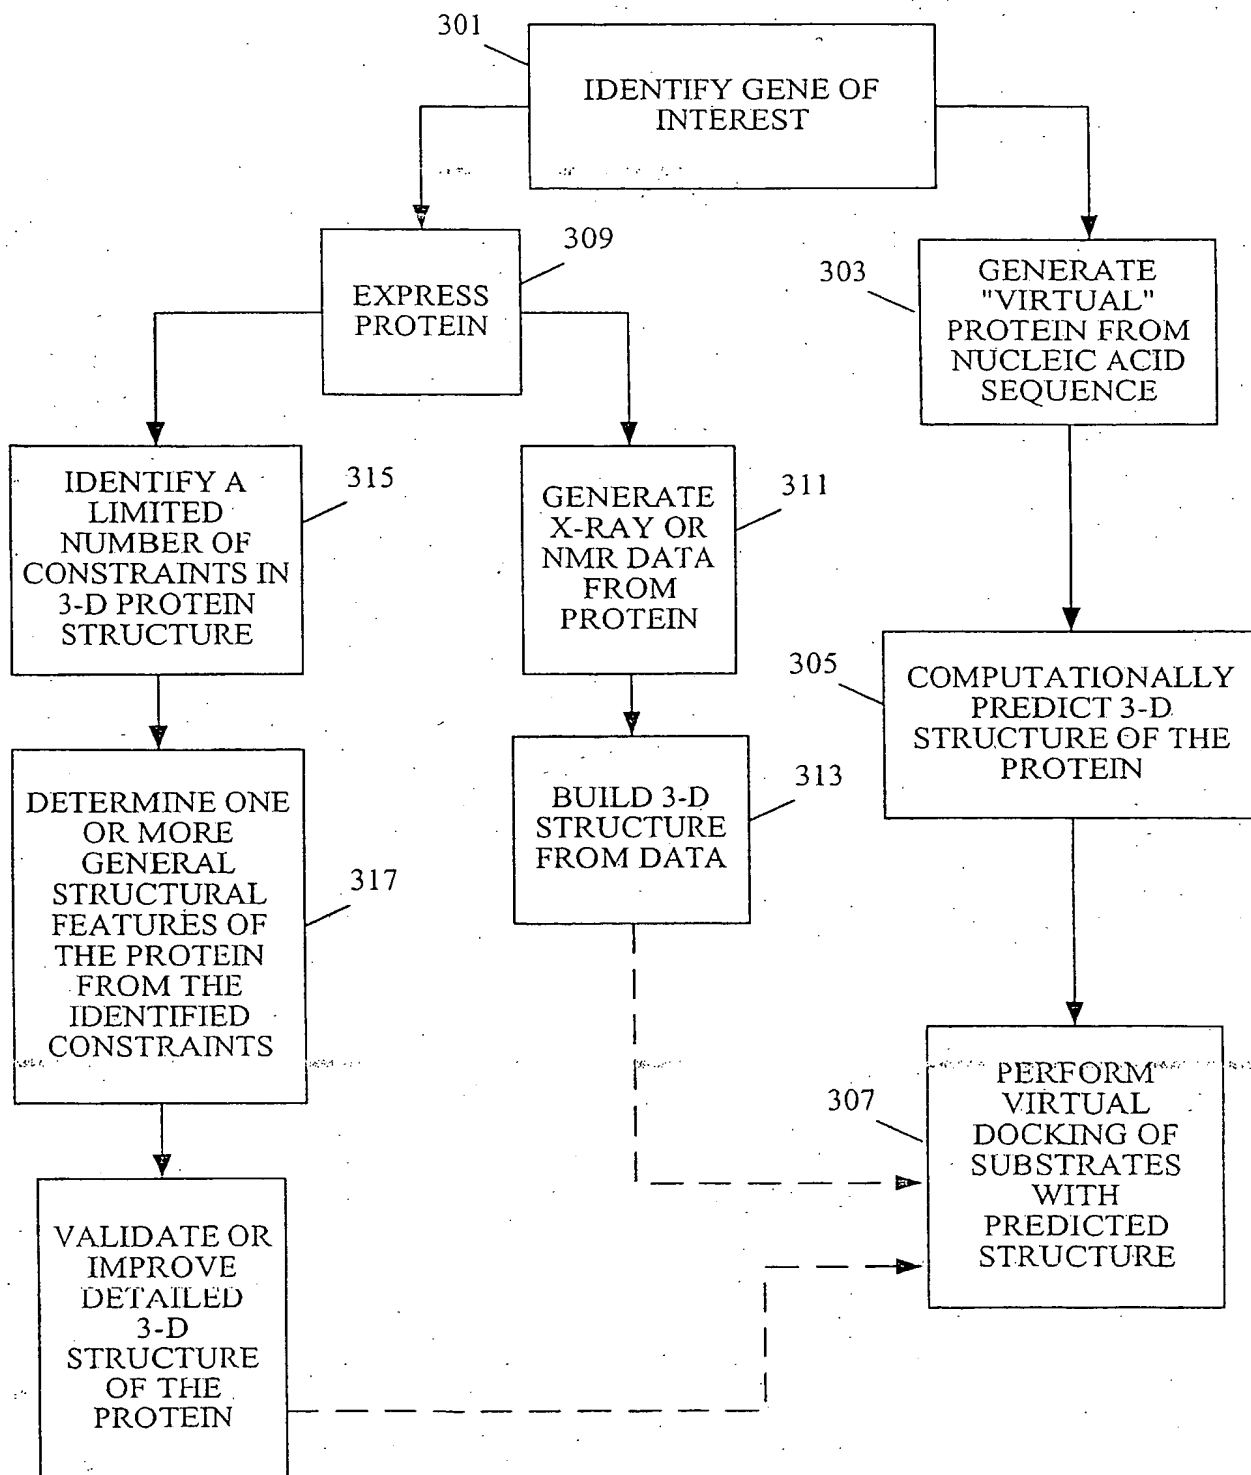 301
IDENTIFY GENE OF
INTEREST
309
EXPRESS
PROTEIN
303
GENERATE
"VIRTUAL"
PROTEIN FROM
NUCLEIC ACID
SEQUENCE
315
IDENTIFY A
LIMITED
NUMBER OF
CONSTRAINTS IN
3-D PROTEIN
STRUCTURE
311
GENERATE
X-RAY OR
NMR DATA
FROM
PROTEIN
305
COMPUTATIONALLY
PREDICT 3-D
STRUCTURE OF THE
PROTEIN
317
DETERMINE ONE
OR MORE
GENERAL
STRUCTURAL
FEATURES OF
THE PROTEIN
FROM THE
IDENTIFIED
CONSTRAINTS
313
BUILD 3-D
STRUCTURE
FROM DATA
307
PERFORM
VIRTUAL
DOCKING OF
SUBSTRATES
WITH
PREDICTED
STRUCTURE
VALIDATE OR
IMPROVE
DETAILED
3-D
STRUCTURE
OF THE
PROTEIN